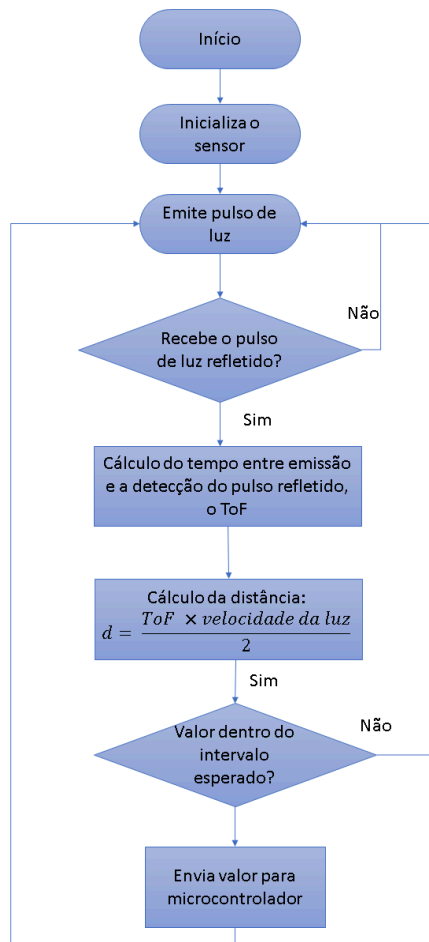 Início
Inicializa o
sensor
Emite pulso de
luz
Não
Recebe o pulso
de luz refletido?
Sim
Cálculo do tempo entre emissão
e a detecção do pulso refletido,
o ToF
Cálculo da distância:
d = ToF × velocidade da luz
2
Sim
Valor dentro do
intervalo
esperado?
Não
Envia valor para
microcontrolador